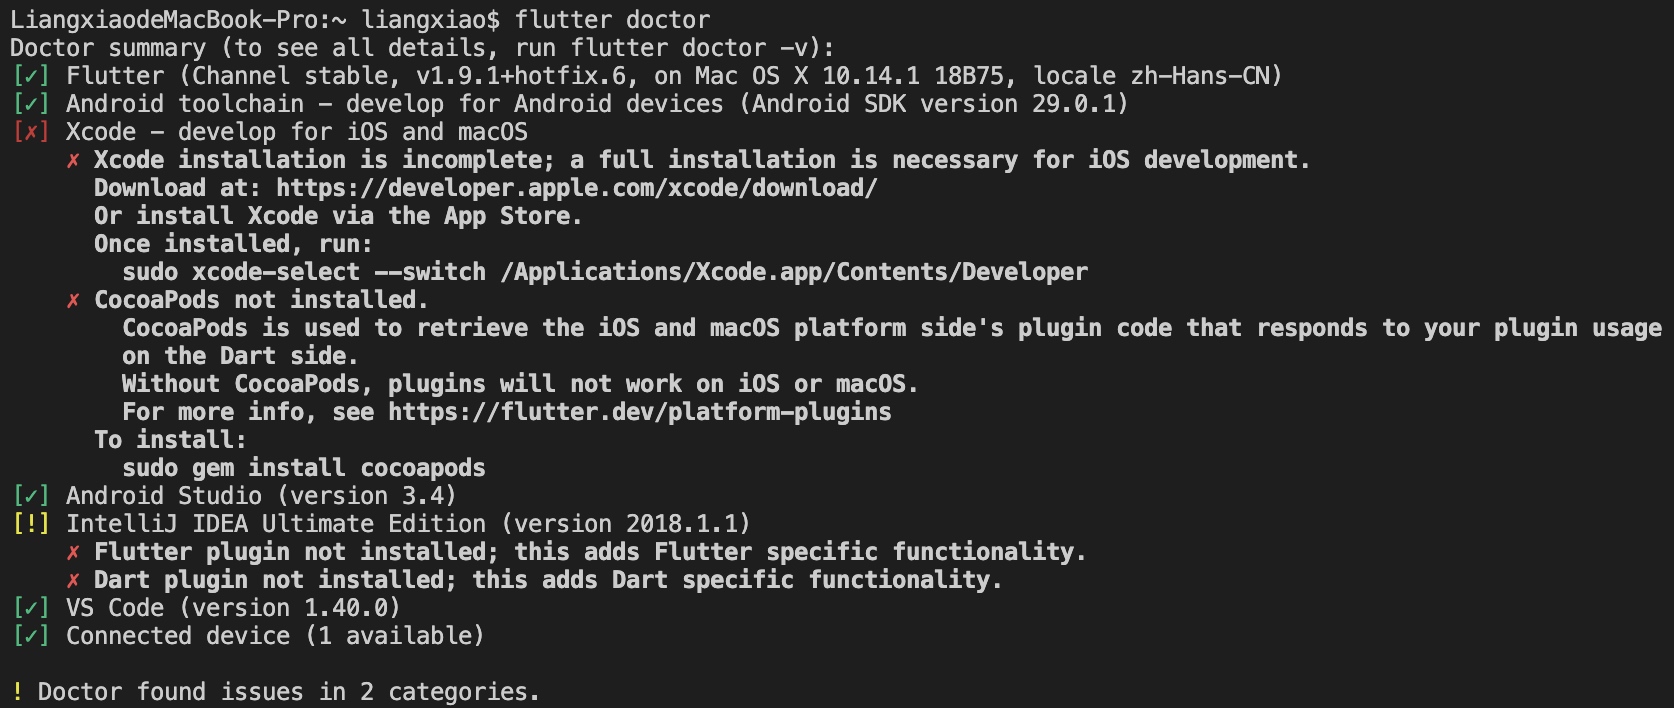 LiangxiaodeMacBook-Pro:~ liangxiao$ flutter doctor
Doctor summary (to see all details, run flutter doctor -v):
[✓] Flutter (Channel stable, v1.9.1+hotfix.6, on Mac OS X 10.14.1 18B75, locale zh-Hans-CN)
[✓] Android toolchain - develop for Android devices (Android SDK version 29.0.1)
[✗] Xcode - develop for iOS and macOS
    ✗ Xcode installation is incomplete; a full installation is necessary for iOS development.
      Download at: https://developer.apple.com/xcode/download/
      Or install Xcode via the App Store.
      Once installed, run:
        sudo xcode-select --switch /Applications/Xcode.app/Contents/Developer
    ✗ CocoaPods not installed.
        CocoaPods is used to retrieve the iOS and macOS platform side's plugin code that responds to your plugin usage
        on the Dart side.
        Without CocoaPods, plugins will not work on iOS or macOS.
        For more info, see https://flutter.dev/platform-plugins
      To install:
        sudo gem install cocoapods
[✓] Android Studio (version 3.4)
[!] IntelliJ IDEA Ultimate Edition (version 2018.1.1)
    ✗ Flutter plugin not installed; this adds Flutter specific functionality.
    ✗ Dart plugin not installed; this adds Dart specific functionality.
[✓] VS Code (version 1.40.0)
[✓] Connected device (1 available)
! Doctor found issues in 2 categories.